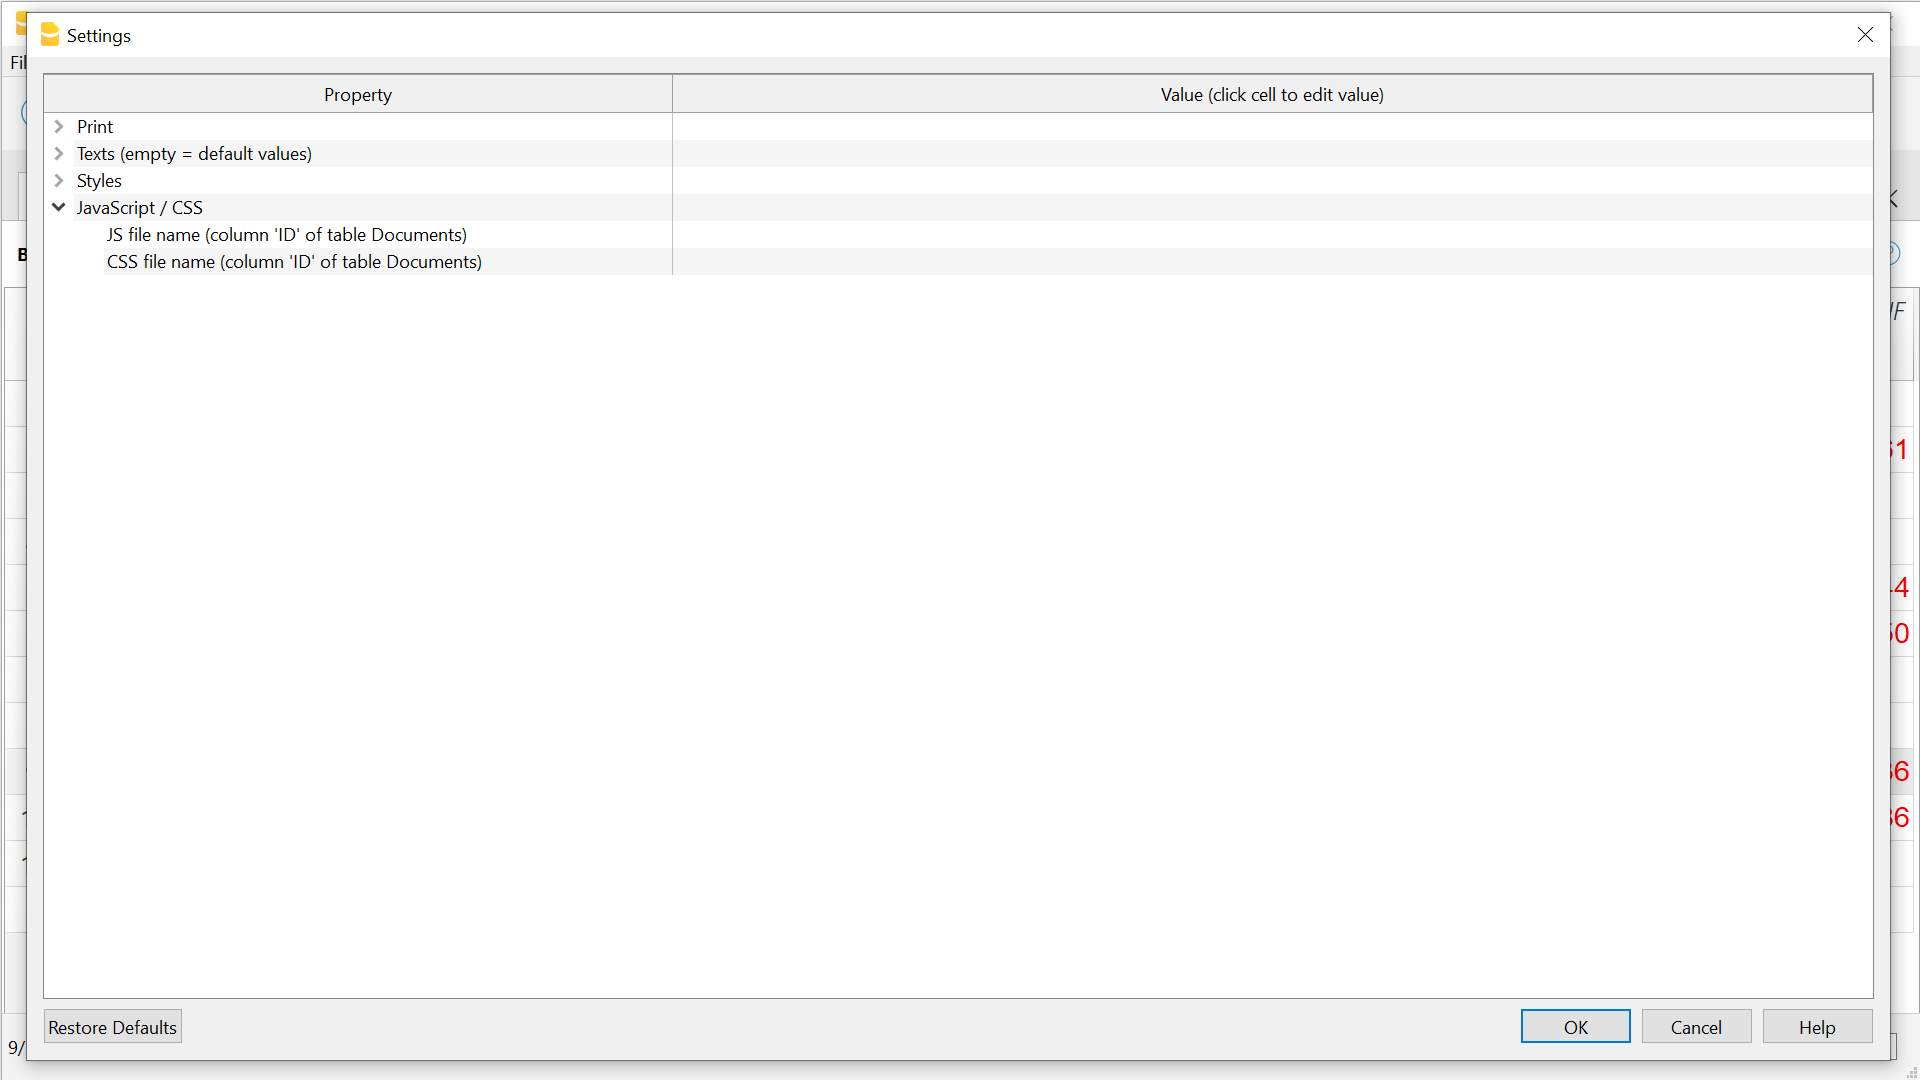 Settings
Property
Value (click cell to edit value)
Print
Texts (empty = default values)
Styles
JavaScript / CSS
JS file name (column 'ID' of table Documents)
CSS file name (column 'ID' of table Documents)
Restore Defaults
OK
Cancel
Help
9/